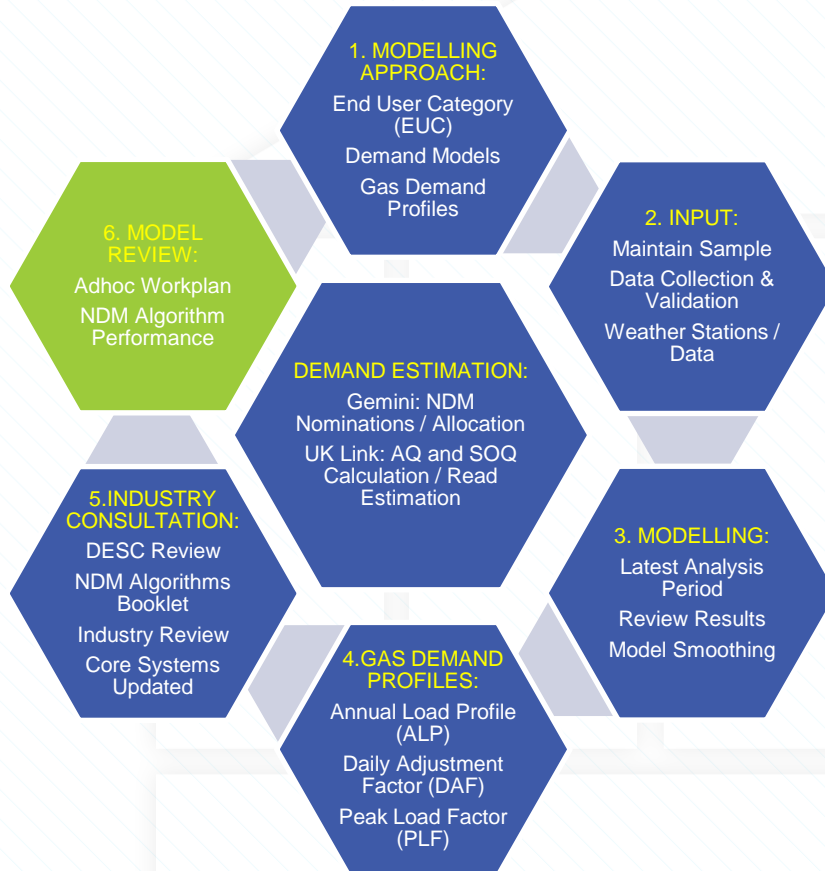 1. MODELLING
APPROACH:
End User Category
(EUC)
Demand Models
Gas Demand
Profiles
2. INPUT:
Maintain Sample
Data Collection &
Validation
Weather Stations /
Data
3. MODELLING:
Latest Analysis
Period
Review Results
Model Smoothing
4.GAS DEMAND
PROFILES:
Annual Load Profile
(ALP)
Daily Adjustment
Factor (DAF)
Peak Load Factor
(PLF)
5.INDUSTRY
CONSULTATION:
DESC Review
NDM Algorithms
Booklet
Industry Review
Core Systems
Updated
6. MODEL
REVIEW:
Adhoc Workplan
NDM Algorithm
Performance
DEMAND ESTIMATION:
Gemini: NDM
Nominations / Allocation
UK Link: AQ and SOQ
Calculation / Read
Estimation